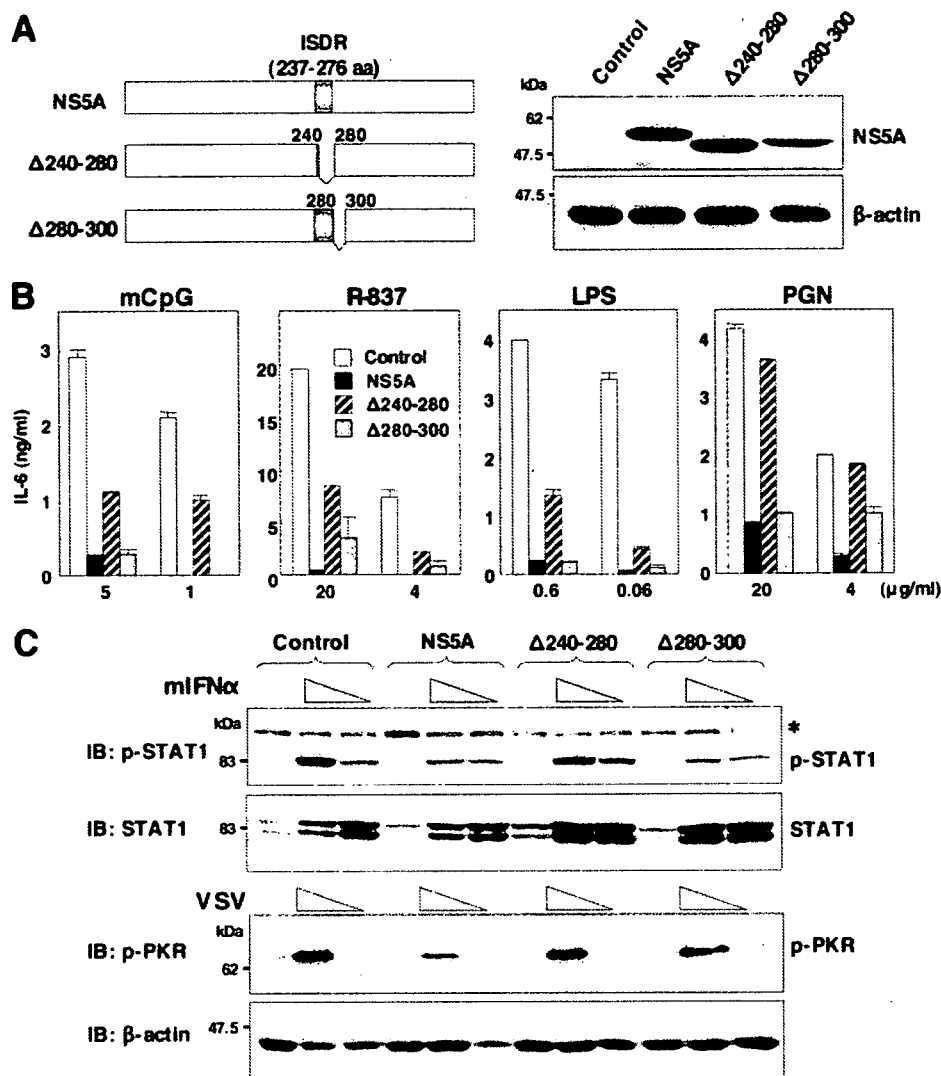 A
ISDR
(237-276 aa)
NS5A
240 280
Δ240-280
280 300
Δ280-300
Control NS5A Δ240-280 Δ280-300
kDa
62
47.5
NS5A
47.5
β-actin
B
mCpG R-837 LPS PGN
IL-6 (ng/ml)
3
2
1
0
5 1
20
15
10
5
0
20 4
Control
NS5A
Δ240-280
Δ280-300
4
3
2
1
0
0.6 0.06
4
3
2
1
0
20 4 (μg/ml)
C
Control NS5A Δ240-280 Δ280-300
mIFNα
kDa
*
IB: p-STAT1 83 p-STAT1
IB: STAT1 83 STAT1
VSV
kDa
IB: p-PKR p-PKR
62
47.5
IB: β-actin